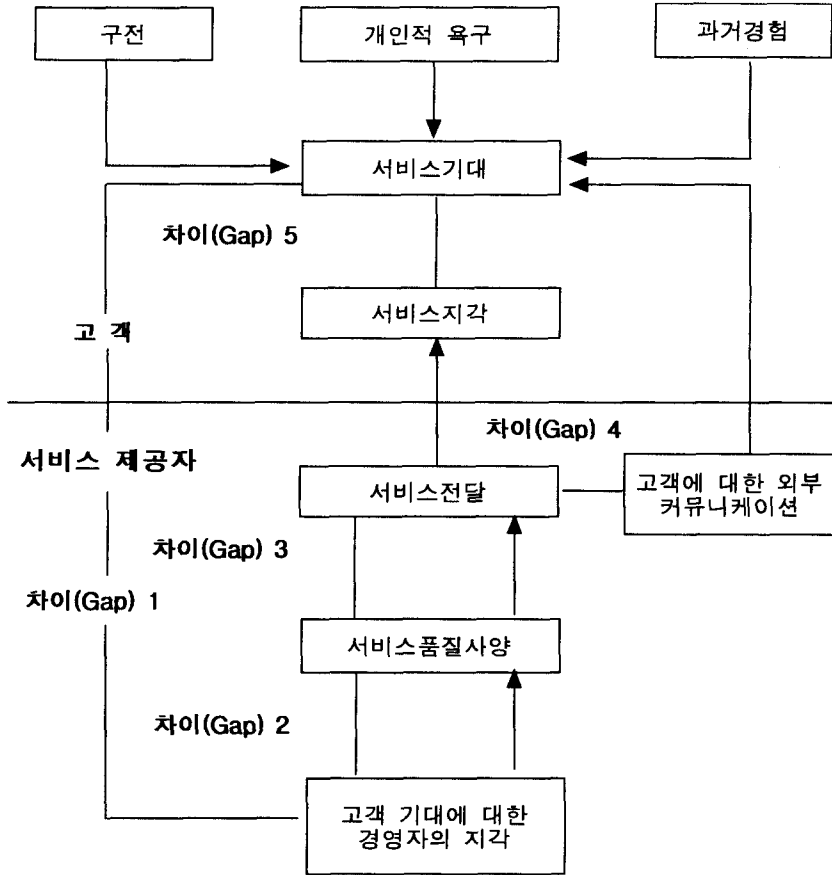 구전
개인적 욕구
과거경험
서비스기대
차이(Gap) 5
서비스지각
고 객
차이(Gap) 4
서비스 제공자
서비스전달
고객에 대한 외부
커뮤니케이션
차이(Gap) 3
차이(Gap) 1
서비스품질사양
차이(Gap) 2
고객 기대에 대한
경영자의 지각